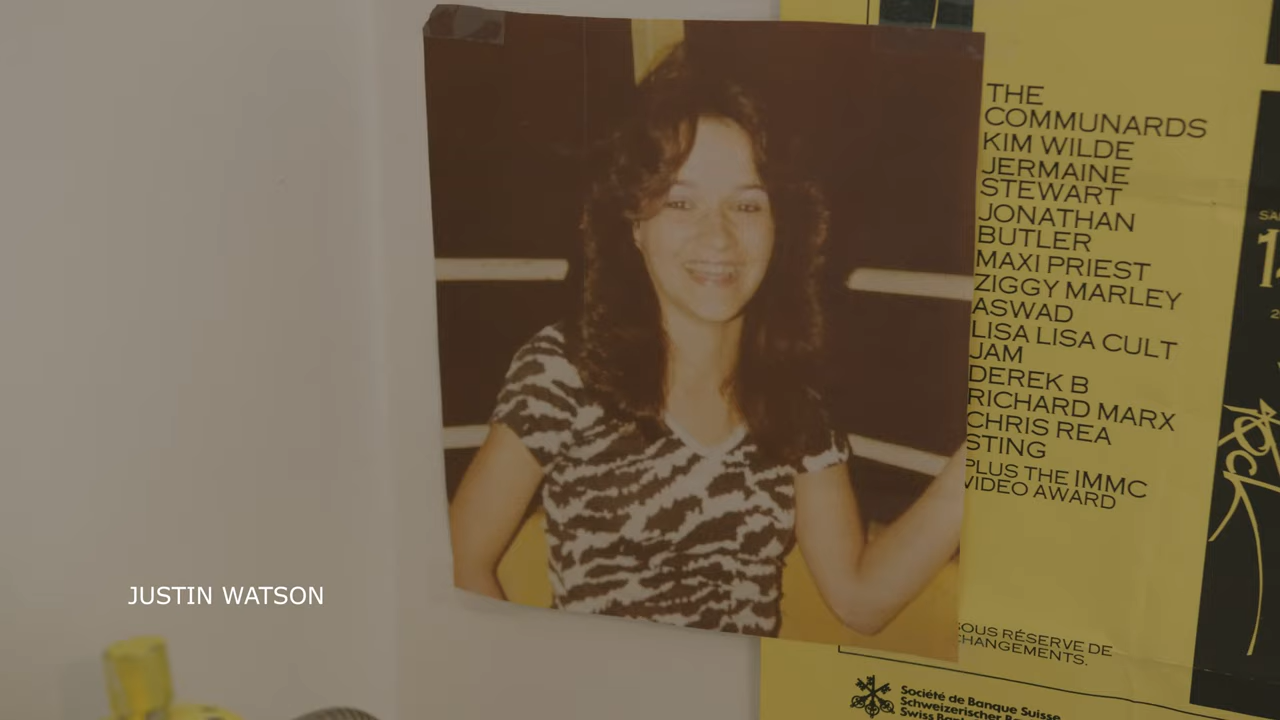 THE
COMMUNARDS
KIM WILDE
JERMAINE
STEWART
JONATHAN
BUTLER
MAXI PRIEST
ZIGGY MARLEY
ASWAD
LISA LISA CULT
JAM
DEREK B
RICHARD MARX
CHRIS REA
STING
PLUS THE IMMC
VIDEO AWARD
JUSTIN WATSON
SOUS RÉSERVE DE
CHANGEMENTS.
Société de Banque Suisse
Schweizerischer
Swiss